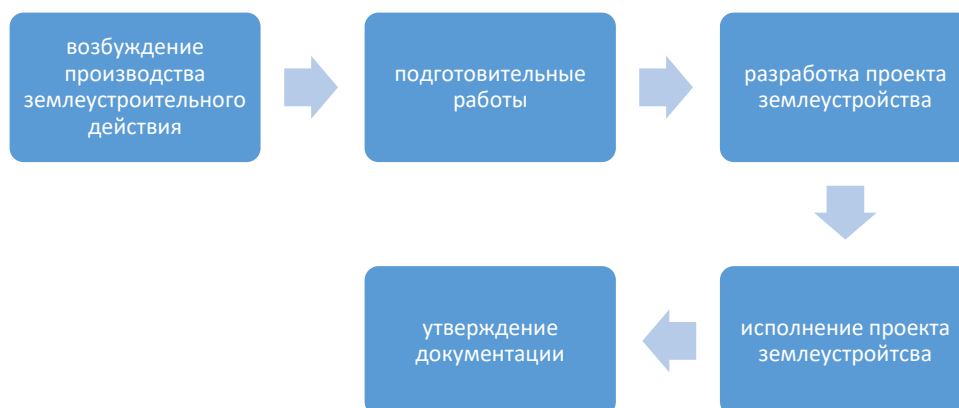 возбуждение
производства
землеустроительного
действия
подготовительные
работы
разработка проекта
землеустройства
исполнение проекта
землеустройтсва
утверждение
документации